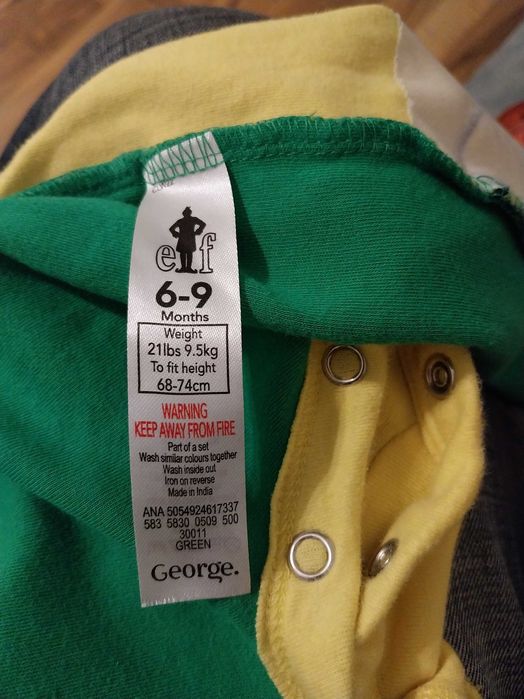 elf
6-9
Months
Weight
21lbs 9.5kg
To fit height
68-74cm
WARNING
KEEP AWAY FROM FIRE
Part of a set
Wash similar colours together
Wash inside out
Iron on reverse
Made in India
ANA 5054924617337
583 5830 0509 500
30011
GREEN
George.